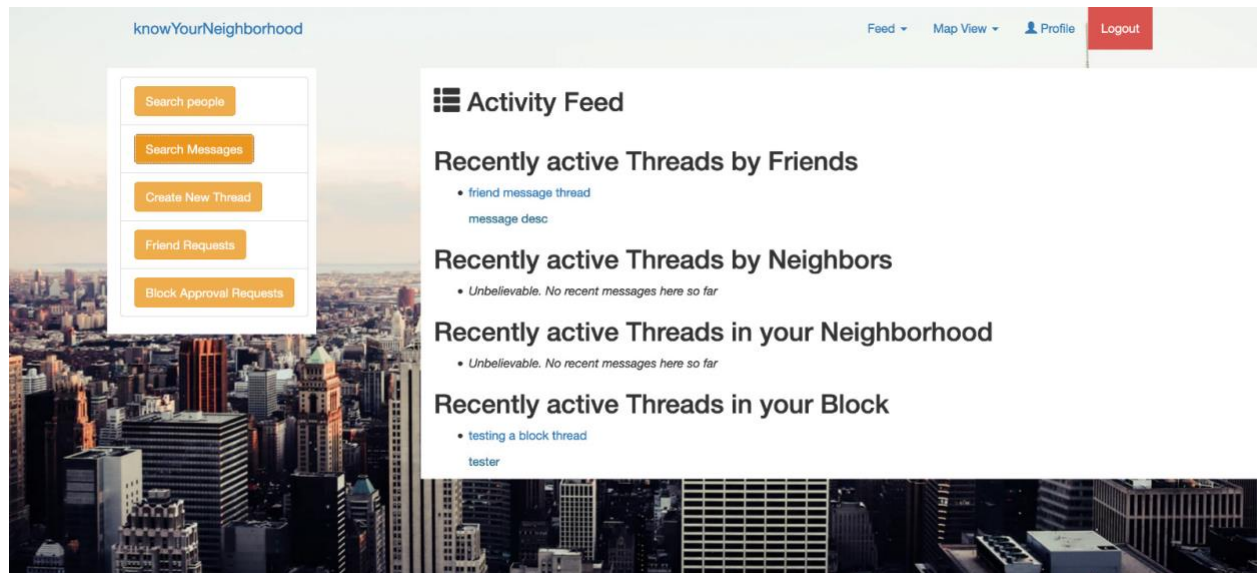 knowYourNeighborhood
Feed
Map View
Profile
Logout
Search people
Search Messages
Create New Thread
Friend Requests
Block Approval Requests
Activity Feed
Recently active Threads by Friends
friend message thread
message desc
Recently active Threads by Neighbors
Unbelievable. No recent messages here so far
Recently active Threads in your Neighborhood
Unbelievable. No recent messages here so far
Recently active Threads in your Block
testing a block thread
tester